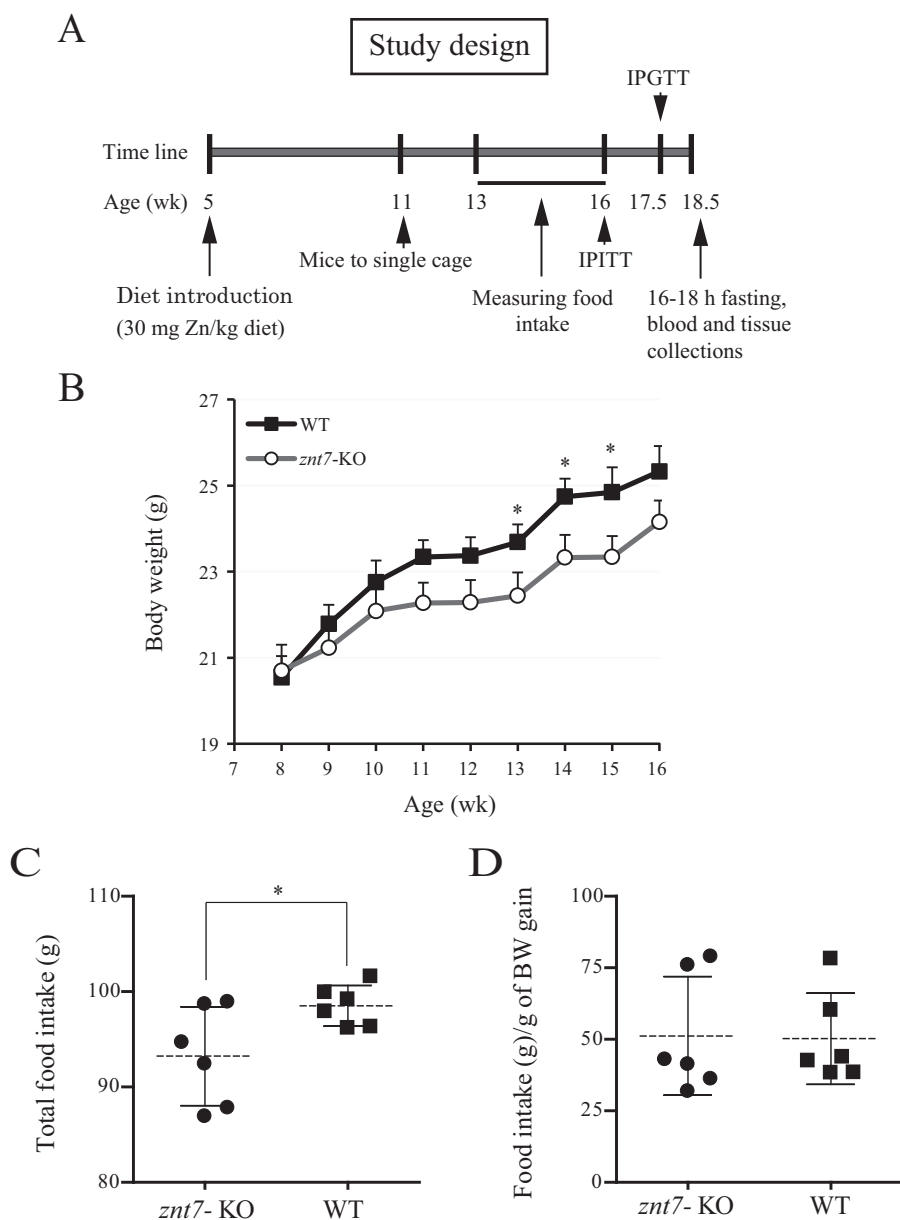 A
Study design
IPGTT
Time line
Age (wk) 5 11 13 16 17.5 18.5
Mice to single cage
IPITT
Diet introduction
(30 mg Zn/kg diet)
Measuring food
intake
16-18 h fasting,
blood and tissue
collections
B
27
25
23
21
19
Body weight (g)
WT
znt7-KO
*
*
*
7 8 9 10 11 12 13 14 15 16
Age (wk)
C
110
100
90
80
Total food intake (g)
*
znt7- KO WT
D
100
75
50
25
0
Food intake (g)/g of BW gain
znt7- KO WT